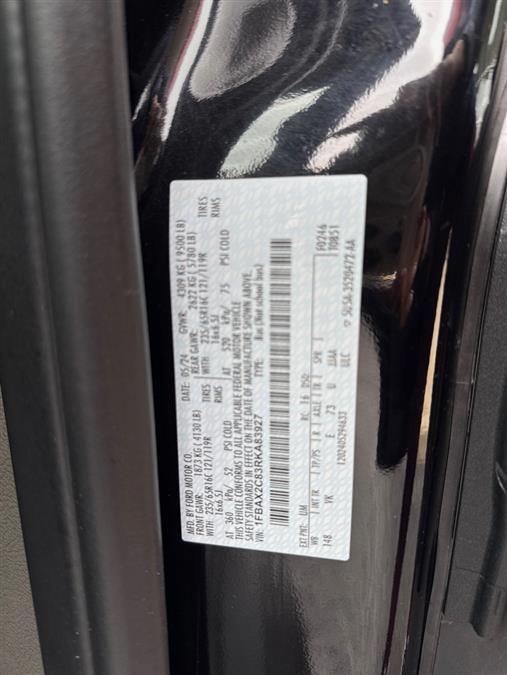 MFD. BY FORD MOTOR CO.
DATE: 05/24 GVWR: 4309 KG ( 9500 LB)
FRONT GAWR: 1873 KG ( 4130 LB) REAR GAWR: 2622 KG ( 5780 LB)
WITH 235/65R16C 121/119R TIRES WITH 235/65R16C 121/119R TIRES
16x6.5J RIMS 16x6.5J RIMS
AT 360 kPa/ 52 PSI COLD AT 520 kPa/ 75 PSI COLD
THIS VEHICLE CONFORMS TO ALL APPLICABLE FEDERAL MOTOR VEHICLE
SAFETY STANDARDS IN EFFECT ON THE DATE OF MANUFACTURE SHOWN ABOVE.
VIN: 1FBAX2C83RKA83927 TYPE: Bus (Not school bus)
EXT PNT: UM RC: 16 DSO: F0246
WB INT TR TP/PS R AXLE TR SPR T0851
148 VK E 73 U
ULC
5U5A-3520472-AA